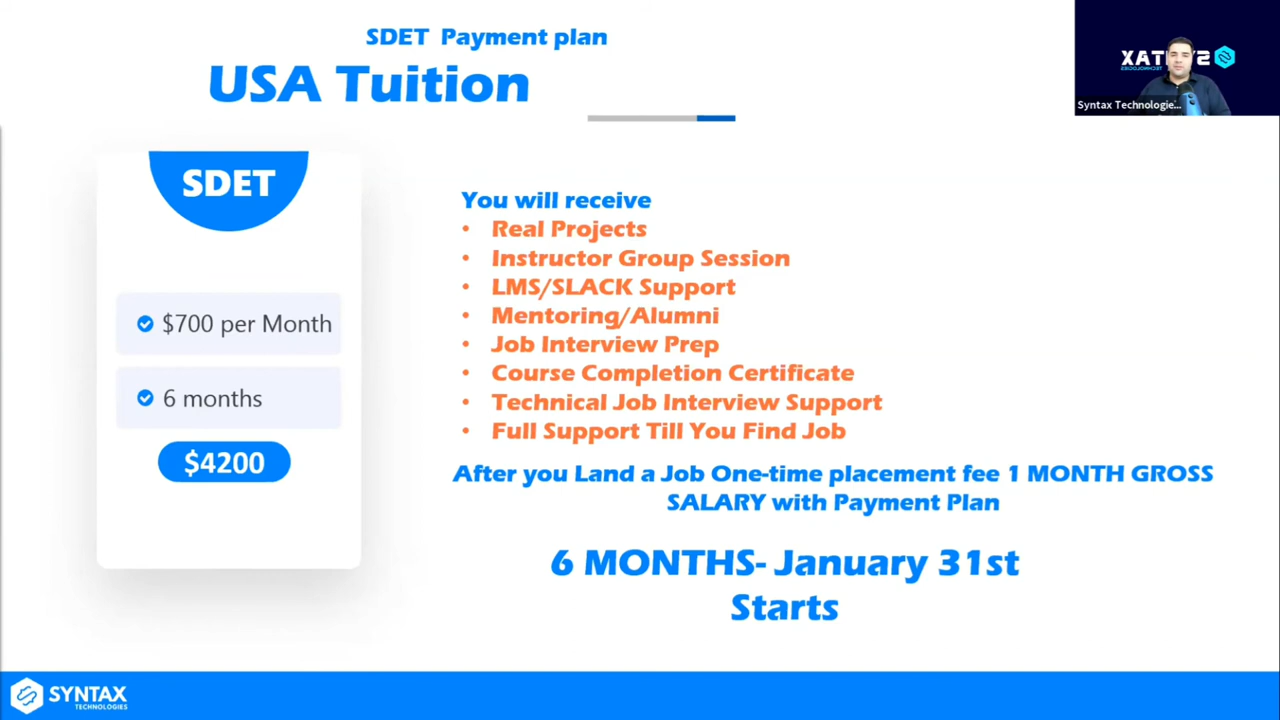 SDET Payment plan
USA Tuition
SYNTAX
TECHNOLOGIES
Syntax Technologie...
SDET
$700 per Month
6 months
$4200
You will receive
• Real Projects
• Instructor Group Session
• LMS/SLACK Support
• Mentoring/Alumni
• Job Interview Prep
• Course Completion Certificate
• Technical Job Interview Support
• Full Support Till You Find Job
After you Land a Job One-time placement fee 1 MONTH GROSS
SALARY with Payment Plan
6 MONTHS- January 31st
Starts
SYNTAX
TECHNOLOGIES